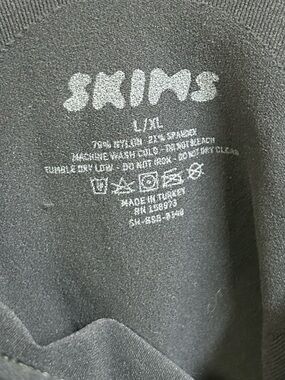 SKIMS
L/XL
79% NYLON 21% SPANDEX
MACHINE WASH COLD - DO NOT BLEACH
TUMBLE DRY LOW - DO NOT IRON - DO NOT DRY CLEAN
MADE IN TURKEY
RN 158973